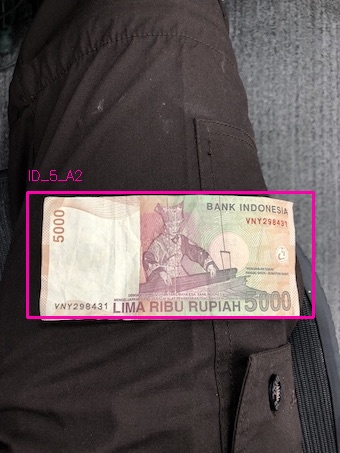 ID_5_A2
BANK INDONESIA
VNY298431
5000
VNY298431
LIMA RIBU RUPIAH 5000